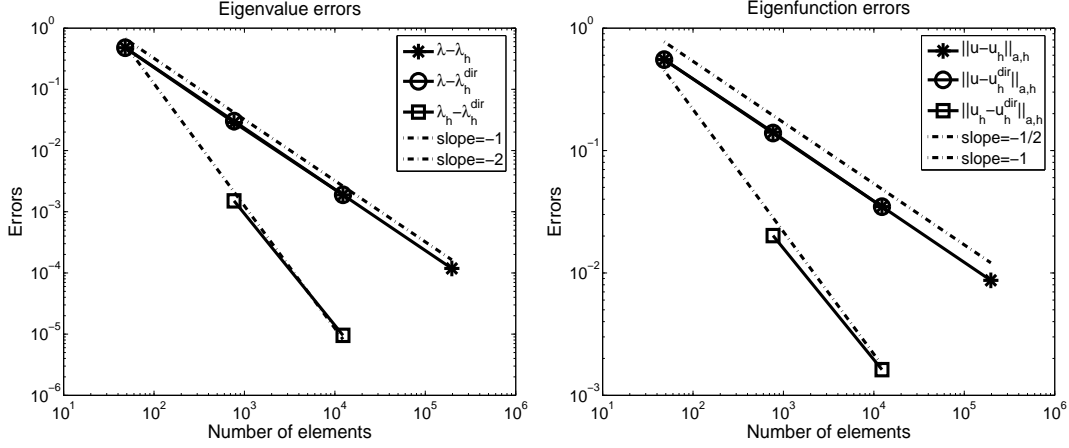 Eigenvalue errors
10^0
10^−1
10^−2
10^−3
10^−4
10^−5
10^−6
Errors
10^1
10^2
10^3
10^4
10^5
10^6
Number of elements
λ−λ_h
λ−λ_h^dir
λ_h−λ_h^dir
slope=−1
slope=−2
Eigenfunction errors
10^0
10^−1
10^−2
10^−3
Errors
10^1
10^2
10^3
10^4
10^5
10^6
Number of elements
||u−u_h||_a,h
||u−u_h^dir||_a,h
||u_h−u_h^dir||_a,h
slope=−1/2
slope=−1